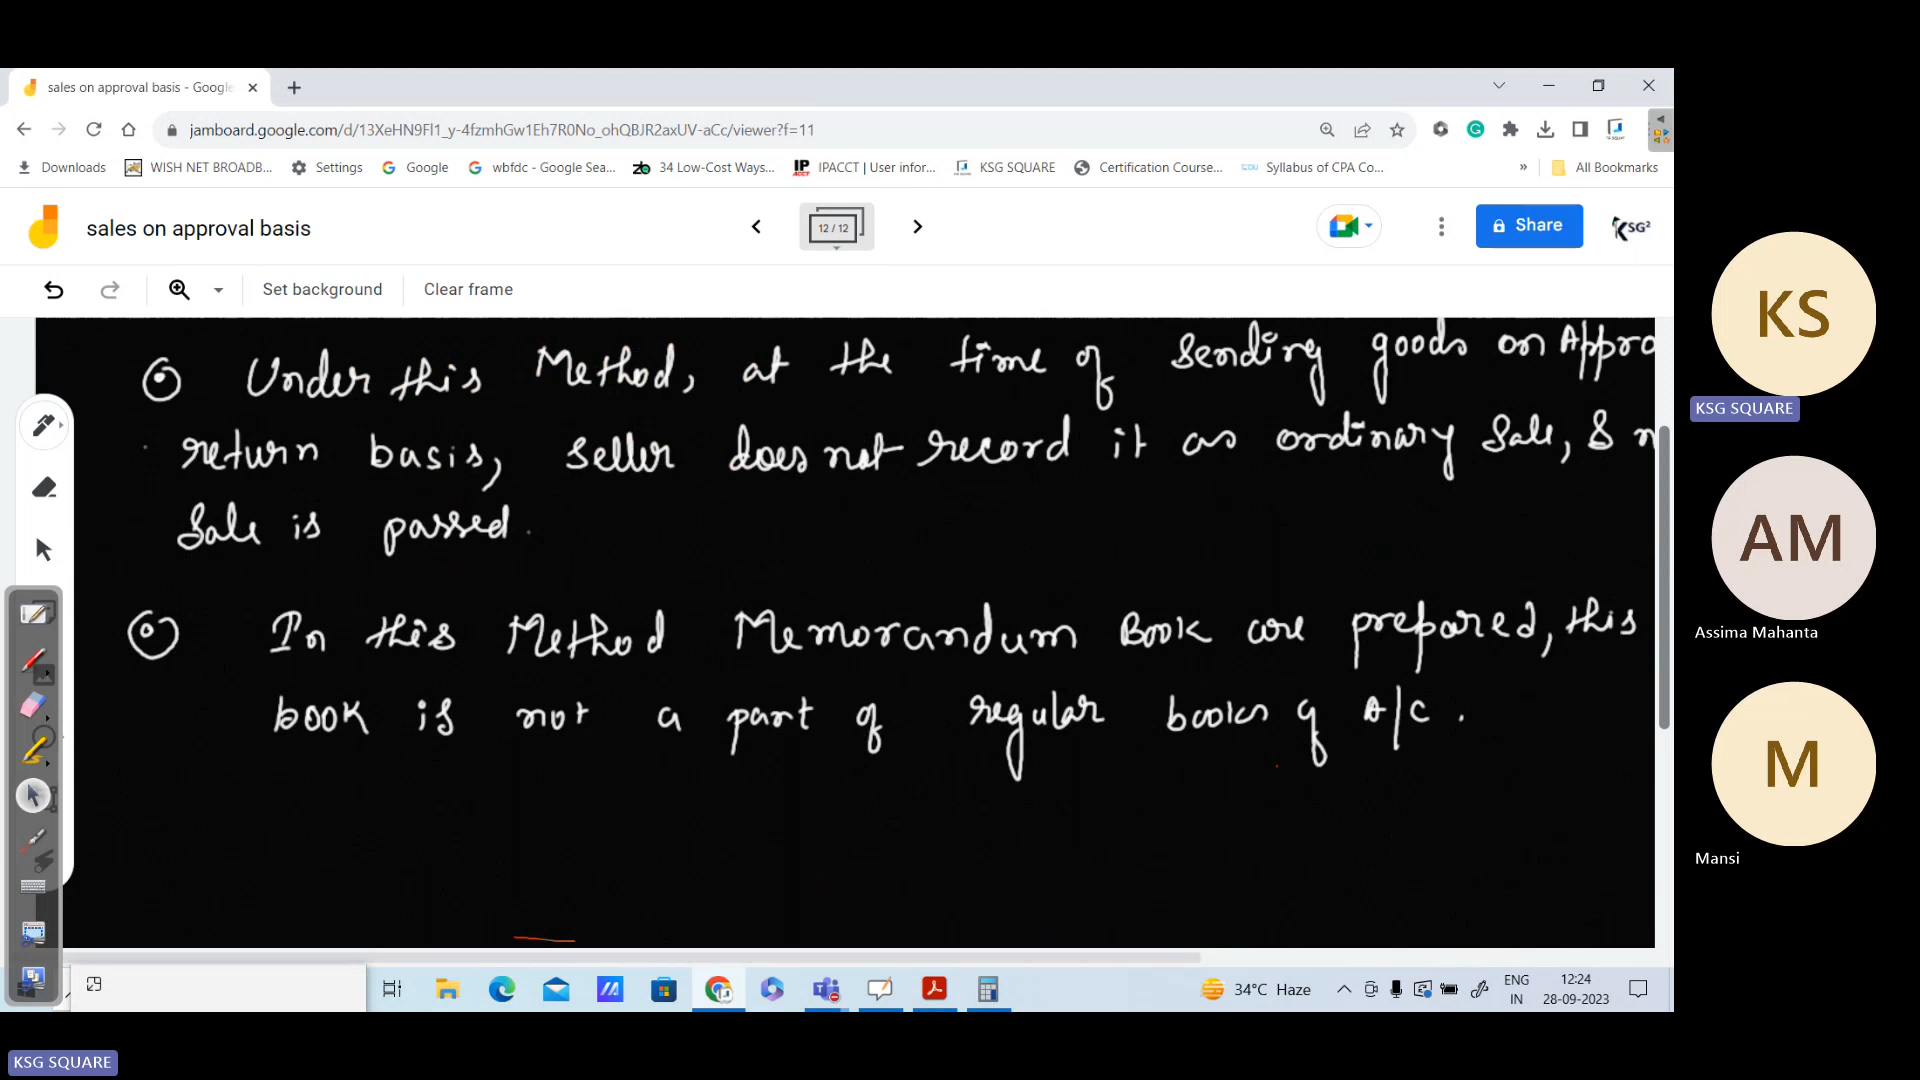 sales on approval basis - Google
jamboard.google.com/d/13XeHN9Fl1_y-4fzmhGw1Eh7R0No_ohQBJR2axUV-aCc/viewer?f=11
Downloads WISH NET BROADB... Settings Google wbfdc - Google Sea... 34 Low-Cost Ways... IPACCT | User infor... KSG SQUARE Certification Course... Syllabus of CPA Co... » All Bookmarks
sales on approval basis
12 / 12
Share
KSG²
Set background Clear frame
Under this Method, at the time of Sending goods on Appro
return basis, seller does not record it as ordinary Sale, &
Sale is passed.
In this Method Memorandum Book are prepared, this
book is not a part of regular books of A/C.
KS
KSG SQUARE
AM
Assima Mahanta
M
Mansi
34°C Haze
ENG
IN
12:24
28-09-2023
KSG SQUARE